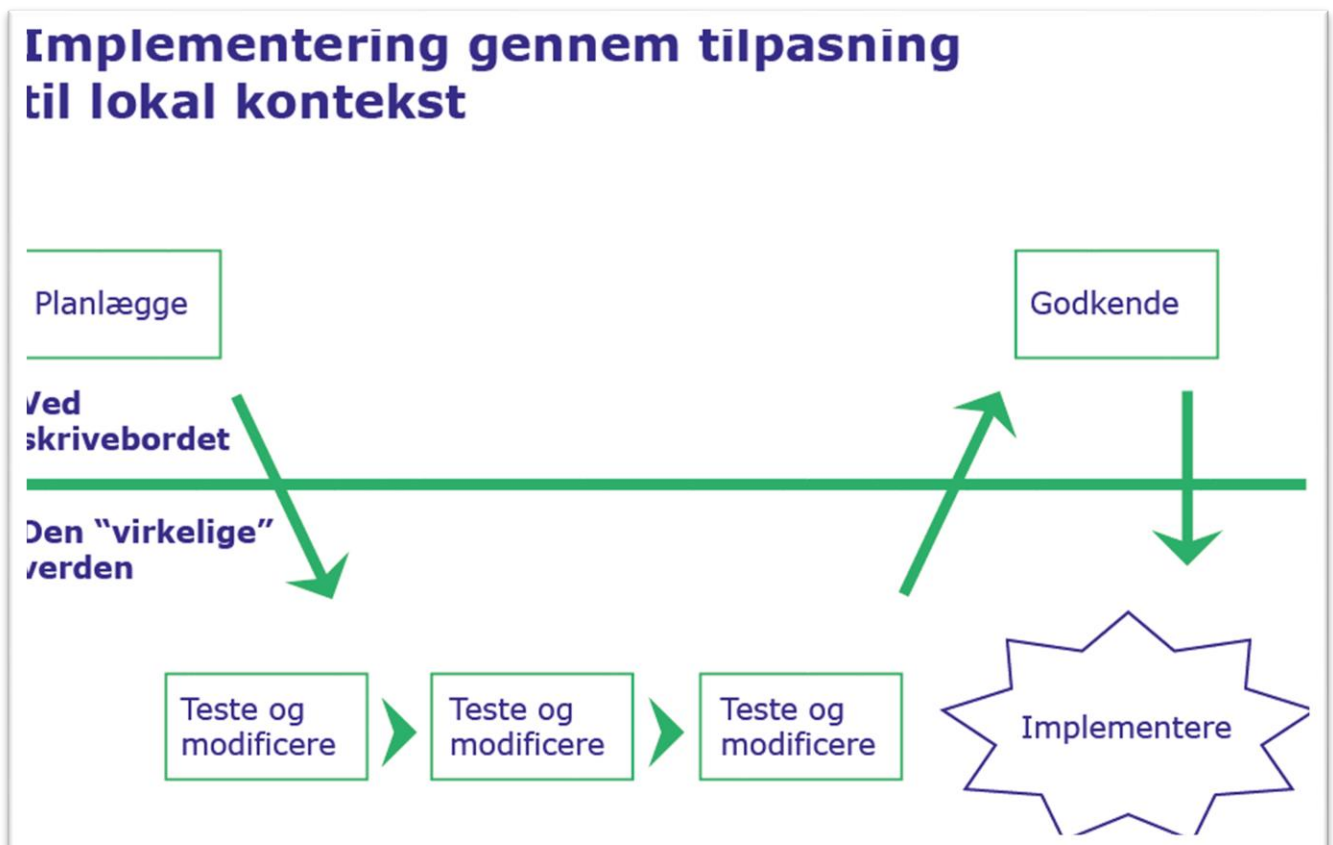 Implementering gennem tilpasning
til lokal kontekst
Planlægge
Godkende
Ved
skrivebordet
Den “virkelige”
verden
Teste og
modificere
Teste og
modificere
Teste og
modificere
Implementere